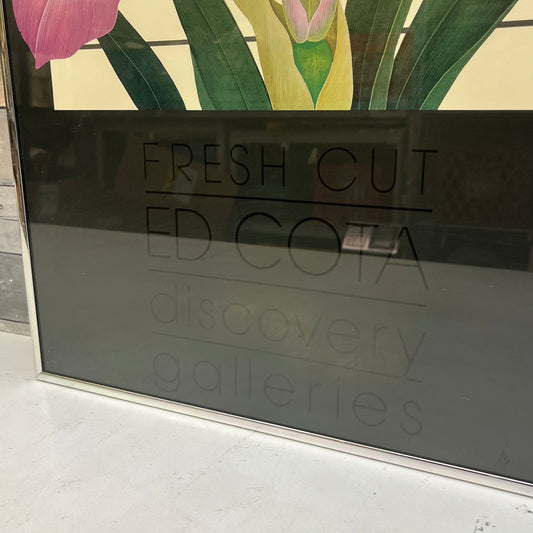 FRESH CUT
ED COTA
discovery
galleries